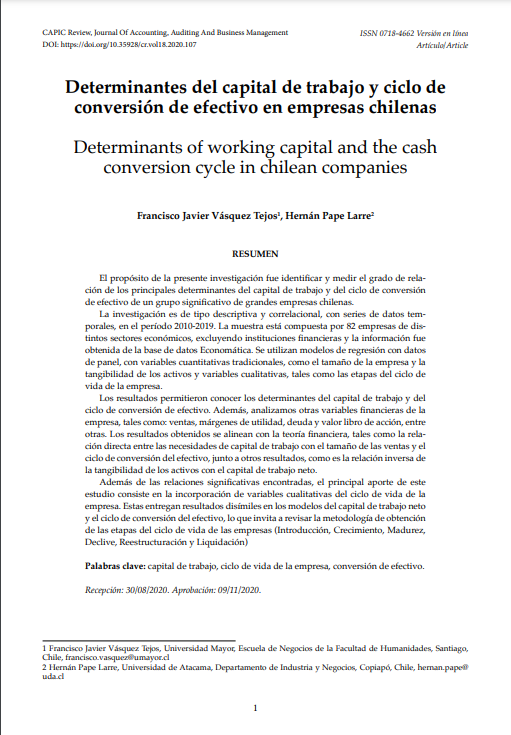 CAPIC Review, Journal Of Accounting, Auditing And Business Management
ISSN 0718-4662 Versión en línea
DOI: https://doi.org/10.35928/cr.vol18.2020.107
Artículo/Article
Determinantes del capital de trabajo y ciclo de
conversión de efectivo en empresas chilenas
Determinants of working capital and the cash
conversion cycle in chilean companies
Francisco Javier Vásquez Tejos¹, Hernán Pape Larre²
RESUMEN
El propósito de la presente investigación fue identificar y medir el grado de rela-
ción de los principales determinantes del capital de trabajo y del ciclo de conversión
de efectivo de un grupo significativo de grandes empresas chilenas.
La investigación es de tipo descriptiva y correlacional, con series de datos tem-
porales, en el período 2010-2019. La muestra está compuesta por 82 empresas de dis-
tintos sectores económicos, excluyendo instituciones financieras y la información fue
obtenida de la base de datos Economática. Se utilizan modelos de regresión con datos
de panel, con variables cuantitativas tradicionales, como el tamaño de la empresa y la
tangibilidad de los activos y variables cualitativas, tales como las etapas del ciclo de
vida de la empresa.
Los resultados permitieron conocer los determinantes del capital de trabajo y del
ciclo de conversión de efectivo. Además, analizamos otras variables financieras de la
empresa, tales como: ventas, márgenes de utilidad, deuda y valor libro de acción, entre
otras. Los resultados obtenidos se alinean con la teoría financiera, tales como la rela-
ción directa entre las necesidades de capital de trabajo con el tamaño de las ventas y el
ciclo de conversión del efectivo, junto a otros resultados, como es la relación inversa de
la tangibilidad de los activos con el capital de trabajo neto.
Además de las relaciones significativas encontradas, el principal aporte de este
estudio consiste en la incorporación de variables cualitativas del ciclo de vida de la
empresa. Estas entregan resultados disímiles en los modelos del capital de trabajo neto
y el ciclo de conversión del efectivo, lo que invita a revisar la metodología de obtención
de las etapas del ciclo de vida de las empresas (Introducción, Crecimiento, Madurez,
Declive, Reestructuración y Liquidación)
Palabras clave: capital de trabajo, ciclo de vida de la empresa, conversión de efectivo.
Recepción: 30/08/2020. Aprobación: 09/11/2020.
1 Francisco Javier Vásquez Tejos, Universidad Mayor, Escuela de Negocios de la Facultad de Humanidades, Santiago,
Chile, francisco.vasquez@umayor.cl
2 Hernán Pape Larre, Universidad de Atacama, Departamento de Industria y Negocios, Copiapó, Chile, hernan.pape@
uda.cl
1